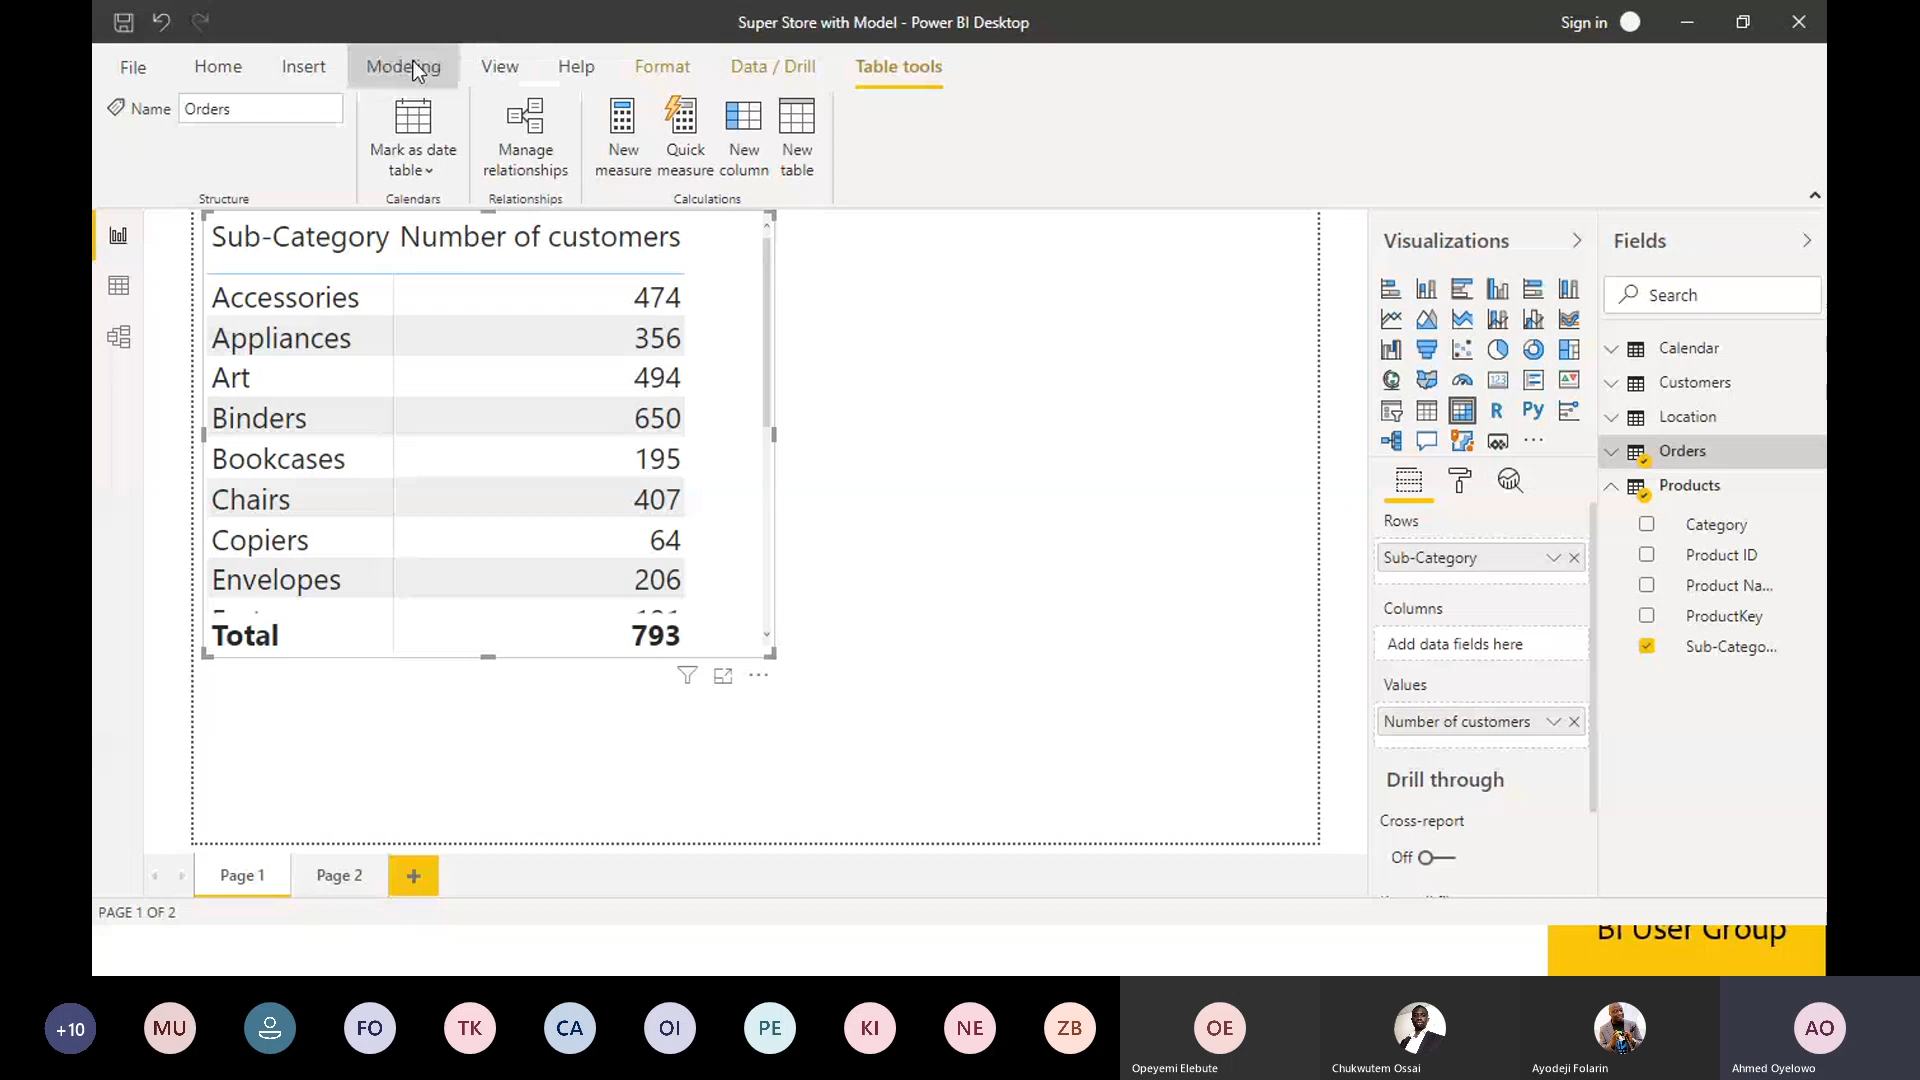 Super Store with Model - Power BI Desktop
Sign in
File Home Insert Modeling View Help Format Data / Drill Table tools
Name Orders
Mark as date table
Manage relationships
New measure
Quick measure
New column
New table
Structure Calendars Relationships Calculations
Sub-Category Number of customers
Accessories 474
Appliances 356
Art 494
Binders 650
Bookcases 195
Chairs 407
Copiers 64
Envelopes 206
Total 793
Visualizations
123
R Py
Rows
Sub-Category
Columns
Add data fields here
Values
Number of customers
Drill through
Cross-report
Off
Fields
Search
Calendar
Customers
Location
Orders
Products
Category
Product ID
Product Na...
ProductKey
Sub-Catego...
Page 1 Page 2 +
PAGE 1 OF 2
BI User Group
+10 MU FO TK CA OI PE KI NE ZB OE AO
Opeyemi Elebute Chukwutem Ossai Ayodeji Folarin Ahmed Oyelowo